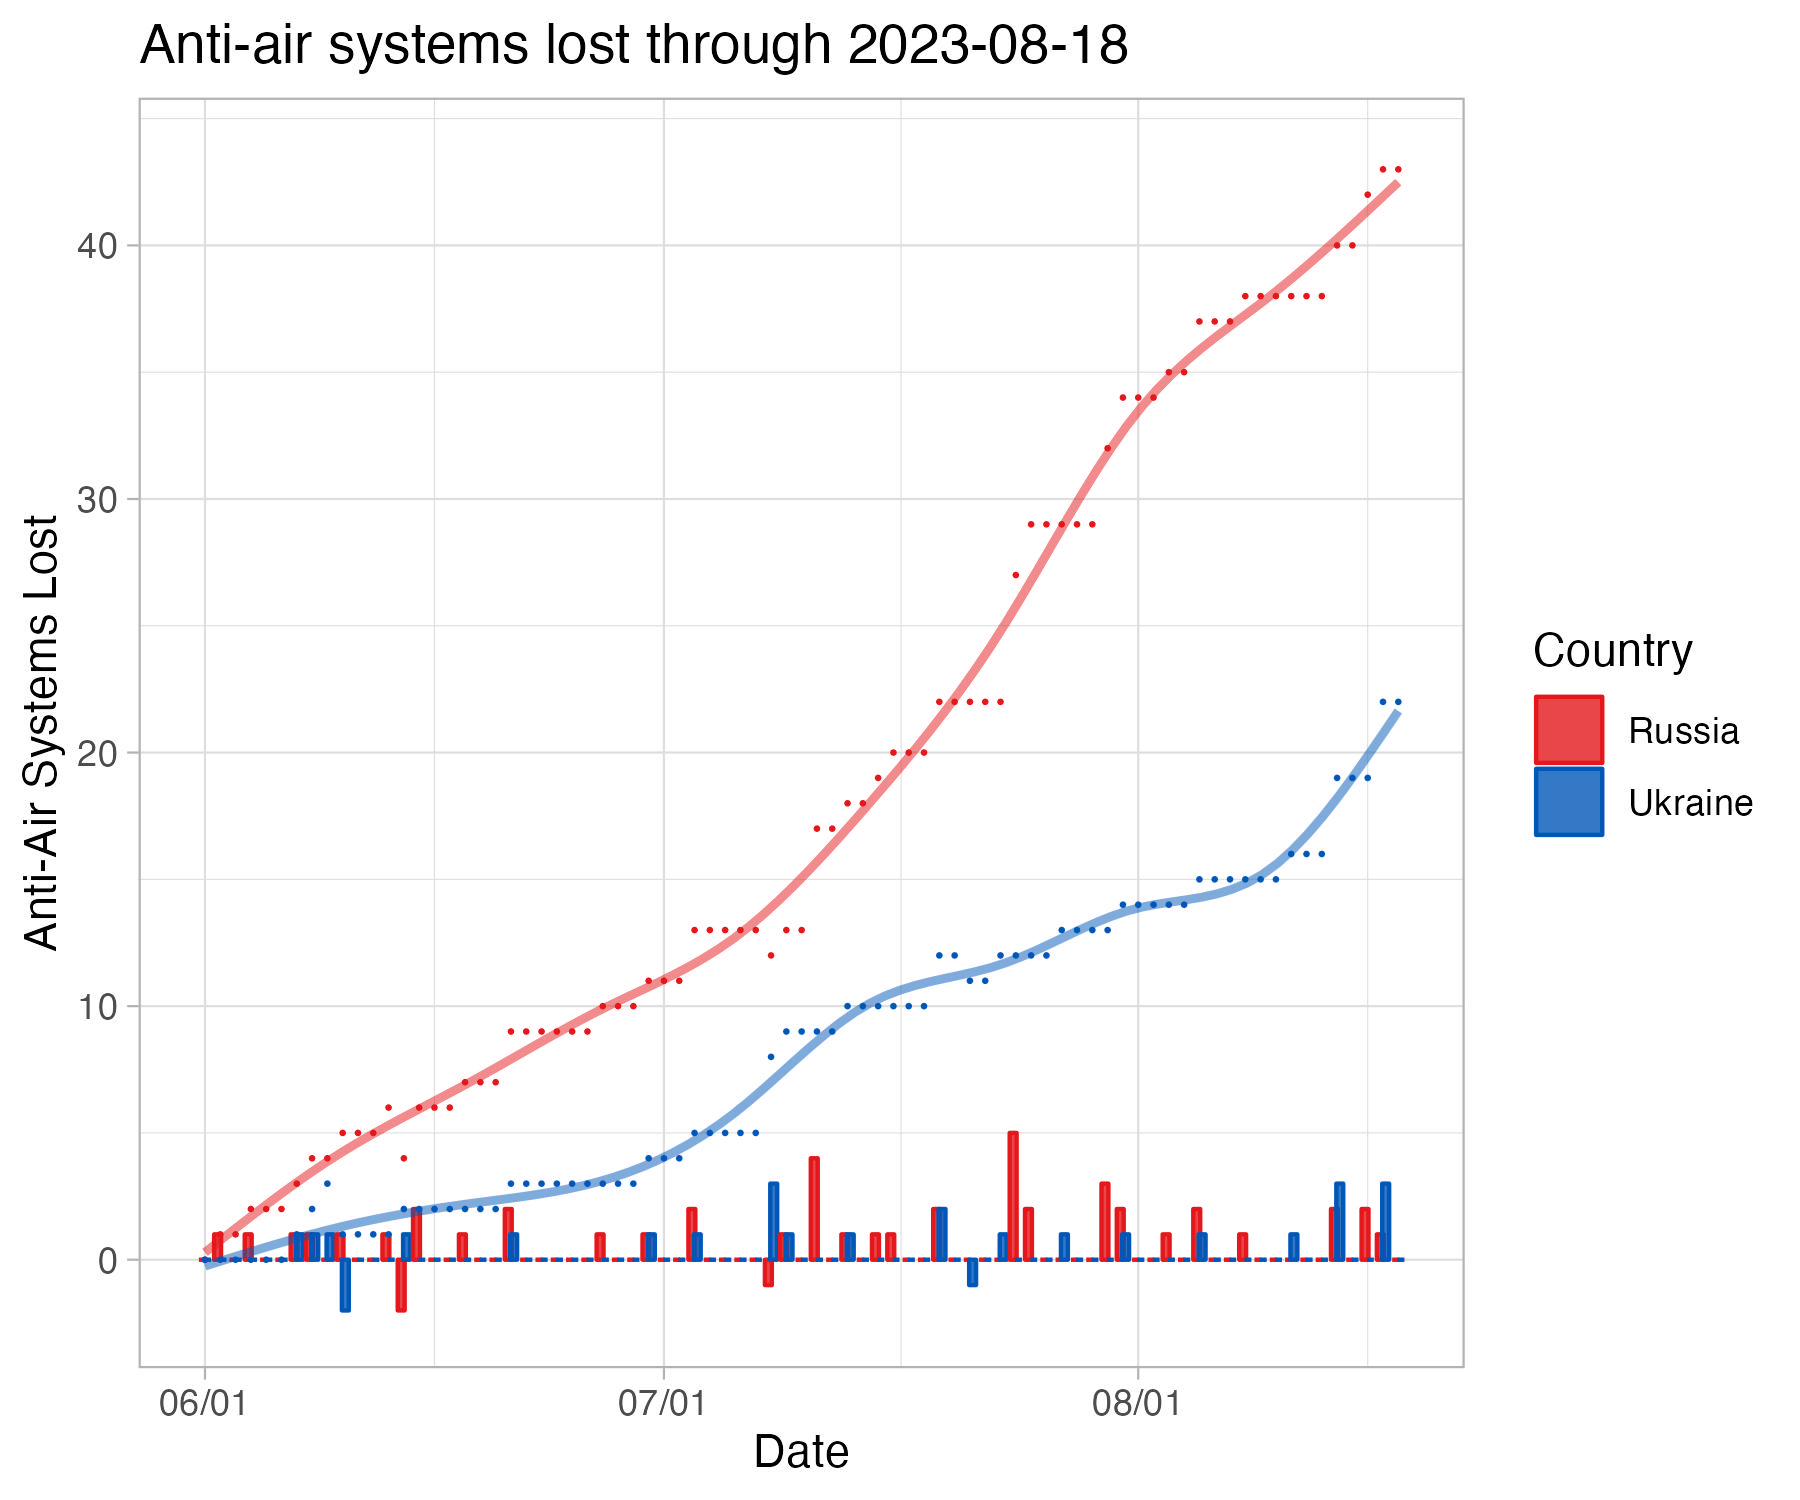 Anti-air systems lost through 2023-08-18
Anti-Air Systems Lost
40
30
20
10
0
06/01
07/01
08/01
Date
Country
Russia
Ukraine